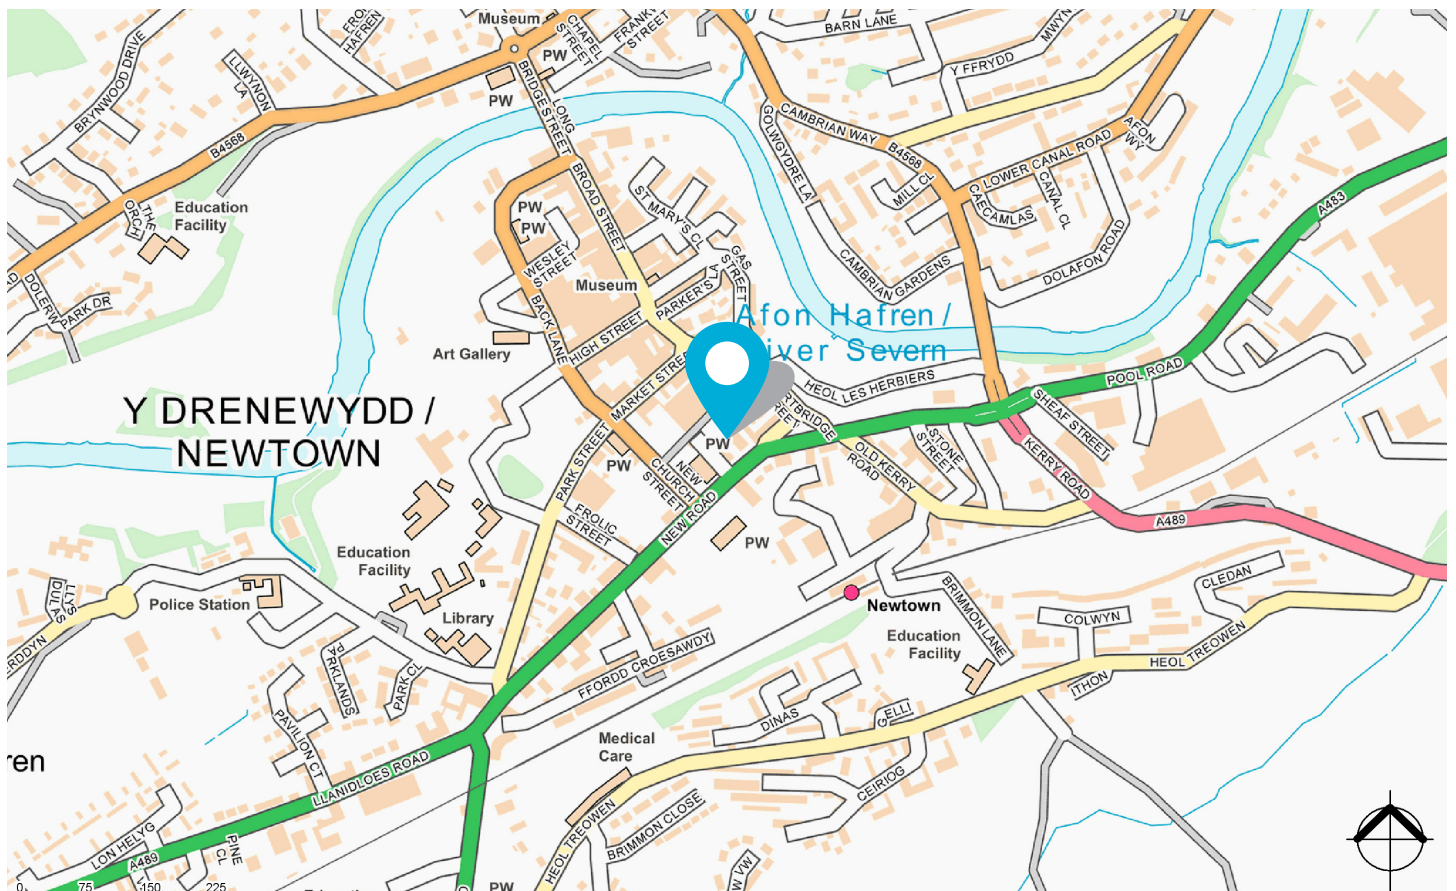 Museum
PW
CHAPEL
STREET
STREET
BARN LANE
Y FFRYDD
BRYNWOOD DRIVE
HAFREN
LLWYNON
LA
B4568
PW
BRIDGE STREET
LONG
BROAD STREET
GOLWGYDRE LA
CAMBRIAN WAY
B4568
LOWER CANAL ROAD
AFON
WY
MILL CL
CAECAMLAS
CANAL CL
A483
THE
ORCH
Education
Facility
PW
PW
WESLEY
STREET
ST MARYS CL
GAS
STREET
CAMBRIAN GARDENS
DOLAFON ROAD
DOLERW
PARK DR
Museum
PARKER'S
BACK LANE
HIGH STREET
Art Gallery
MARKET STREET
Afon Hafren /
iver Severn
HEOL LES HERBIERS
POOL ROAD
SHEAF STREET
Y DRENEWYDD /
NEWTOWN
PARK STREET
PW
PW
CHURCH
STREET
NEW
NEW ROAD
OLD KERRY
ROAD
STONE
STREET
KERRY ROAD
A489
FROLIC
STREET
PW
Education
Facility
Police Station
Library
LLYS
DULAS
Newtown
BRIMMON LANE
COLWYN
CLEDAN
Education
Facility
HEOL TREOWEN
ITHON
PARKLANDS
PARK CL
FFORDD CROESAWDY
PAVILION CT
DINAS
GELLI
ren
LLANIDLOES ROAD
Medical
Care
CEIRIOG
HEOL TREOWEN
BRIMMON CLOSE
LON HELYG
A489
PINE
CL
PW
0
75
150
225